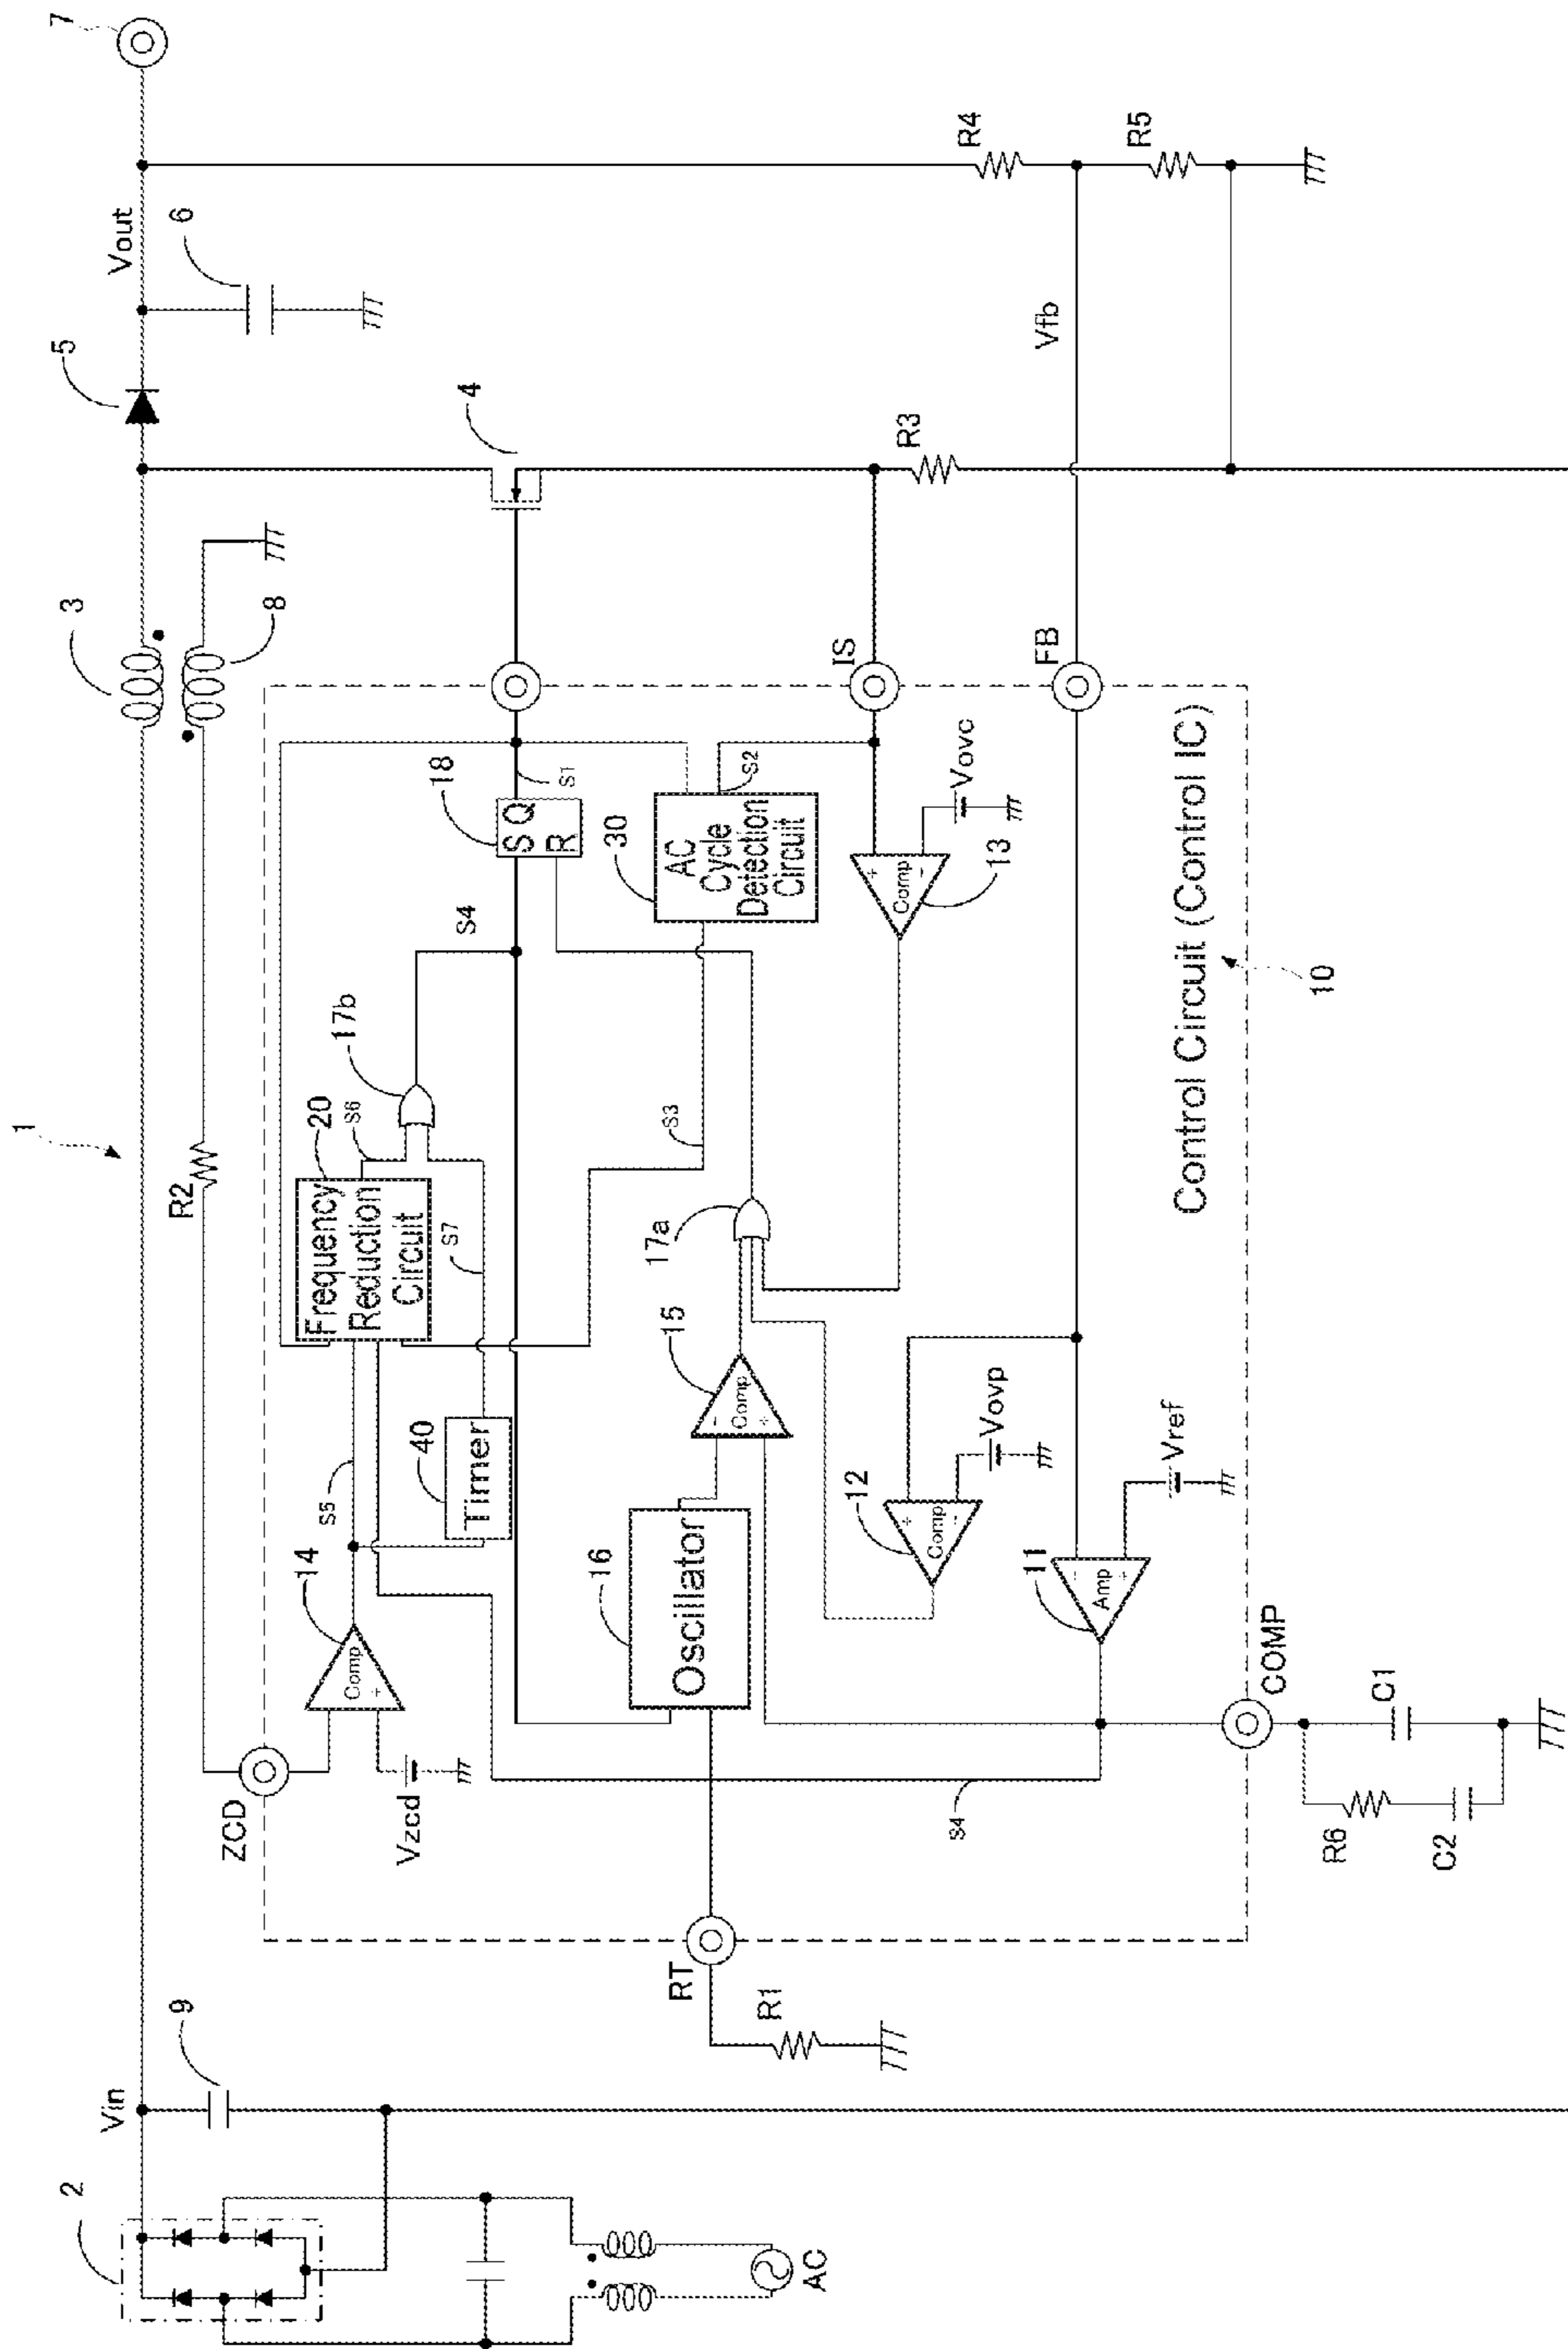 1
2
Vin
9
AC
3
8
R2
5
Vout
6
7
4
R3
R4
R5
Vfb
ZCD
Vzcd
Comp
+
14
S5
40
Timer
Frequency
Reduction
Circuit
20
S6
S7
17b
S4
18
S Q
R
S1
S2
30
AC
Cycle
Detection
Circuit
S3
IS
Comp
+
-
13
Vovc
17a
15
Comp
-
+
16
Oscillator
RT
R1
12
Comp
+
-
Vovp
11
Amp
-
+
Vref
FB
S4
COMP
C1
R6
C2
Control Circuit (Control IC)
10